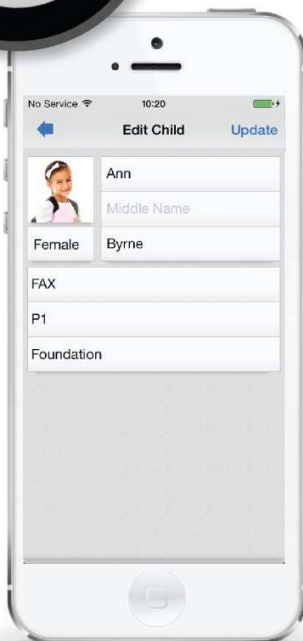 No Service 10:20
Edit Child Update
Ann
Middle Name
Female Byrne
FAX
P1
Foundation